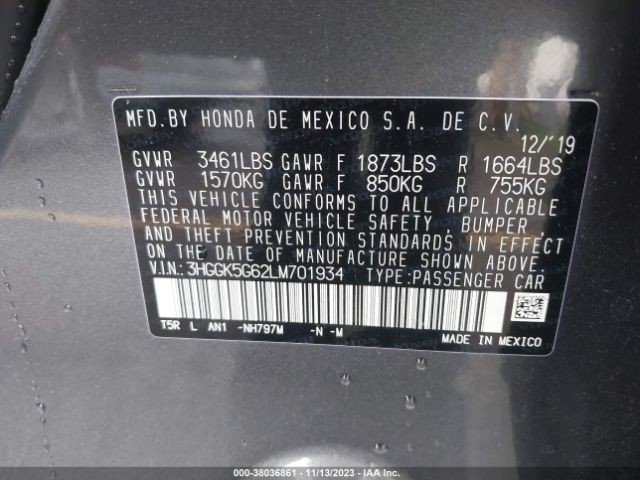 MFD.BY HONDA DE MEXICO S.A. DE C.V.
12/'19
GVWR 3461LBS GAWR F 1873LBS R 1664LBS
GVWR 1570KG GAWR F 850KG R 755KG
THIS VEHICLE CONFORMS TO ALL APPLICABLE
FEDERAL MOTOR VEHICLE SAFETY, BUMPER
AND THEFT PREVENTION STANDARDS IN EFFECT
ON THE DATE OF MANUFACTURE SHOWN ABOVE.
V.I.N.: 3HGGK5G62LM701934 TYPE:PASSENGER CAR
T5R L AN1 -NH797M -N -M
MADE IN MEXICO
000-38036861 - 11/13/2023 - IAAI.COM